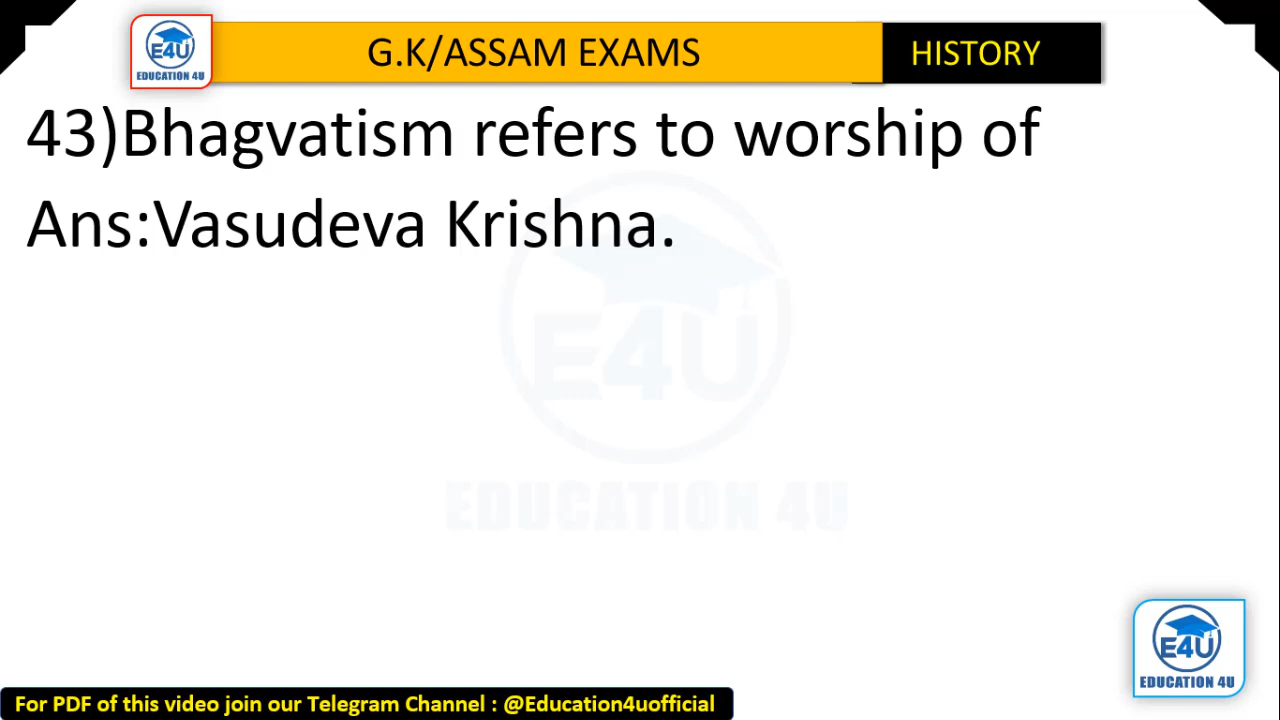 E4U
EDUCATION 4U
G.K/ASSAM EXAMS
HISTORY
43)Bhagvatism refers to worship of
Ans:Vasudeva Krishna.
E4U
EDUCATION 4U
E4U
EDUCATION 4U
For PDF of this video join our Telegram Channel : @Education4uofficial